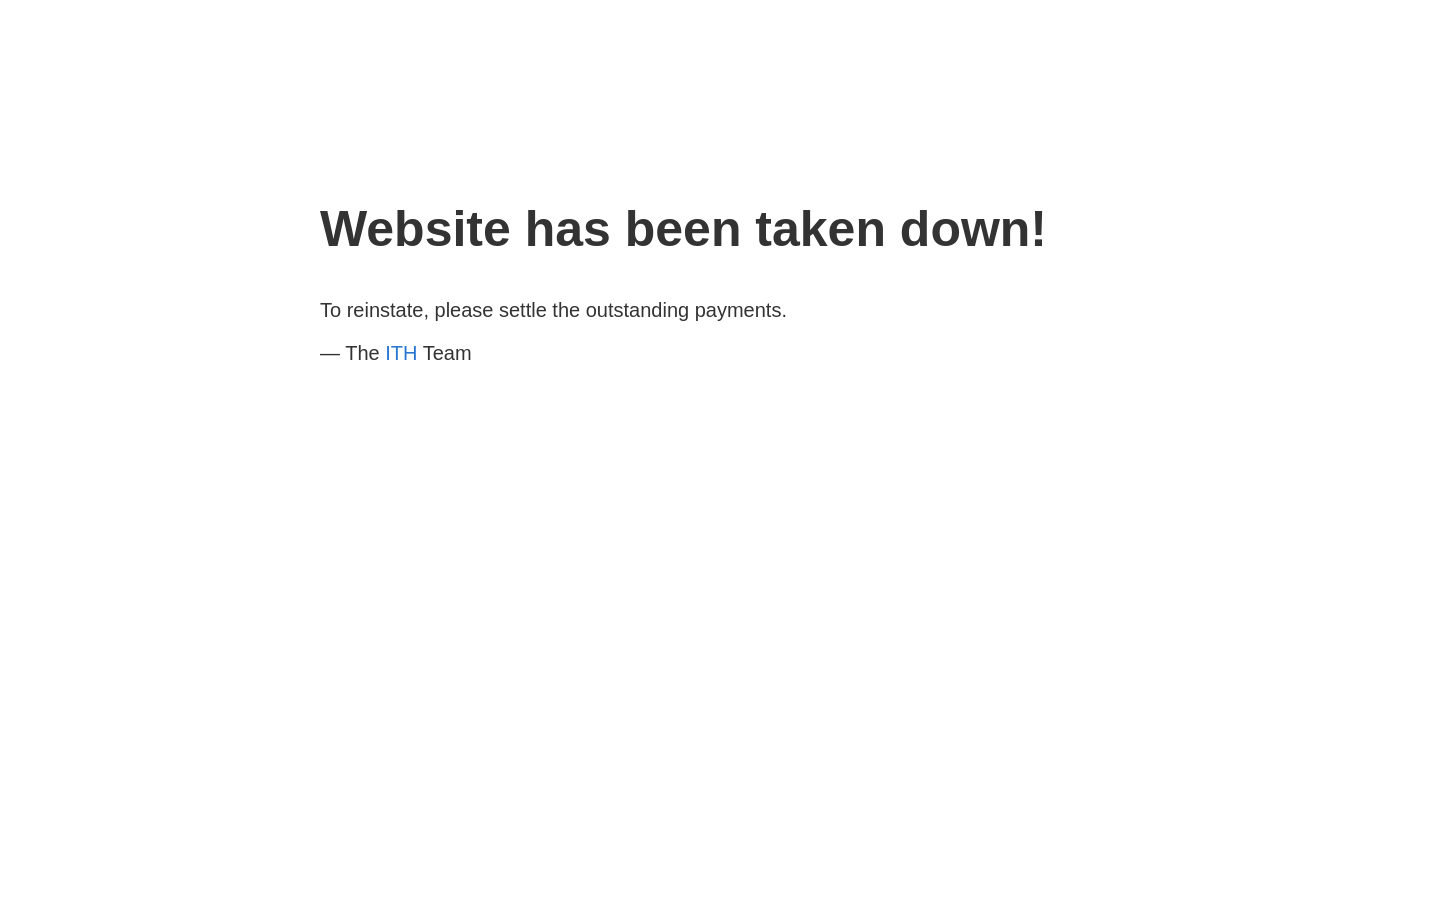 Website has been taken down!
To reinstate, please settle the outstanding payments.
— The ITH Team